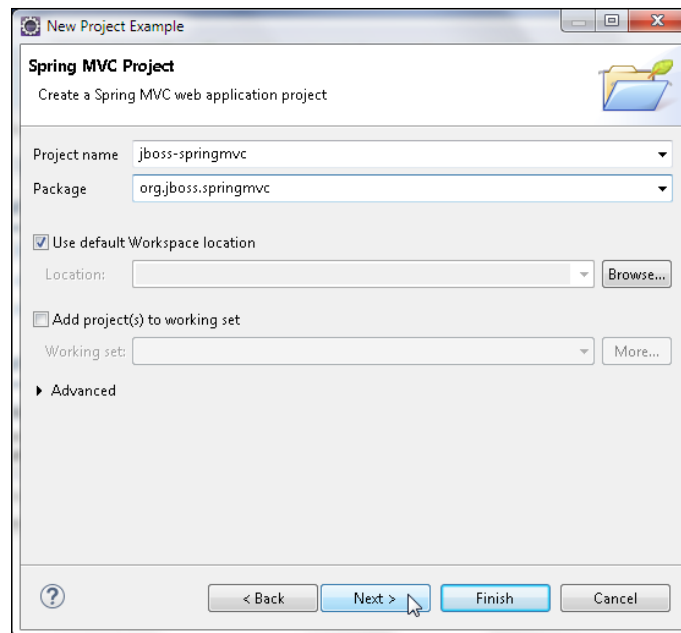 New Project Example
Spring MVC Project
Create a Spring MVC web application project
Project name jboss-springmvc
Package org.jboss.springmvc
Use default Workspace location
Location: Browse...
Add project(s) to working set
Working set: More...
Advanced
? < Back Next > Finish Cancel